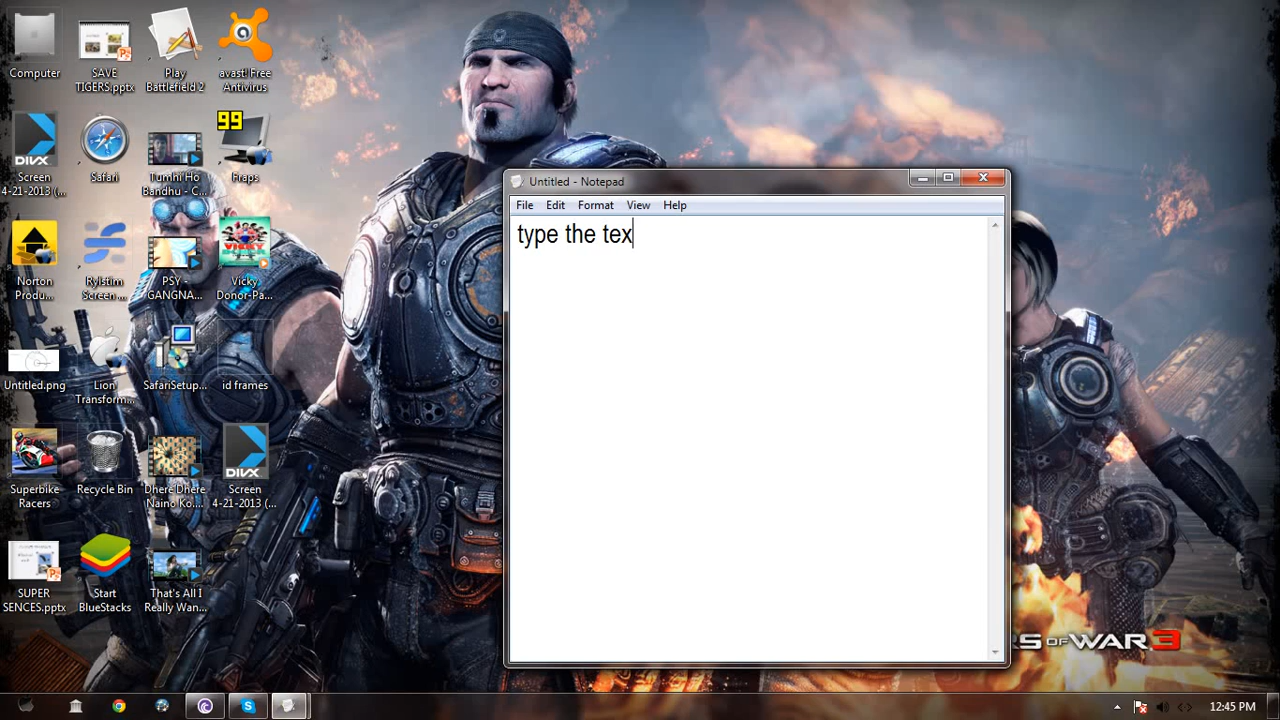 Computer
SAVE
TIGERS.pptx
Play
Battlefield 2
avast! Free
Antivirus
DIVX
Screen
4-21-2013 (...
Safari
Tumhi Ho
Bandhu - C...
99
Fraps
Norton
Produ...
Rylstim
Screen ...
PSY -
GANGNA...
Vicky
Donor-Pa...
Untitled.png
Lion
Transform...
SafariSetup...
id frames
Superbike
Racers
Recycle Bin
Dhere Dhere
Naino Ko...
DIVX
Screen
4-21-2013 (...
SUPER
SENCES.pptx
Start
BlueStacks
That's All I
Really Wan...
Untitled - Notepad
File Edit Format View Help
type the tex
RS OF WAR 3
12:45 PM